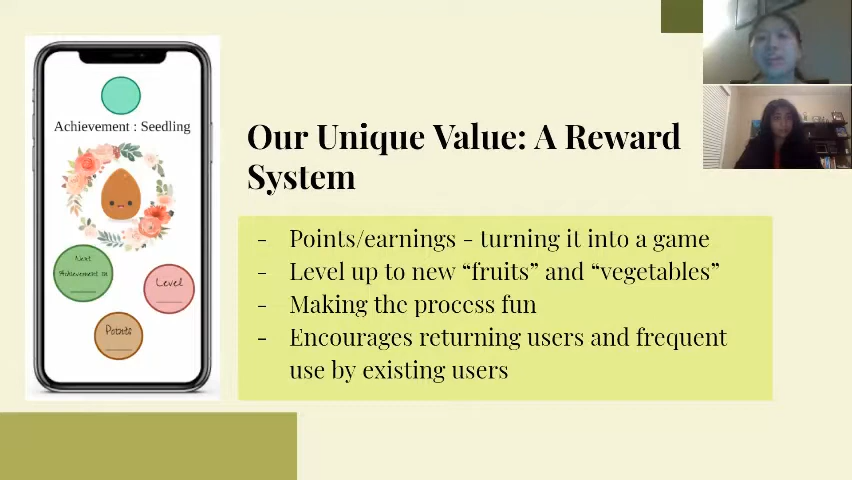 Achievement : Seedling
Next
Achievement in
Level
Points
Our Unique Value: A Reward
System
- Points/earnings - turning it into a game
- Level up to new “fruits” and “vegetables”
- Making the process fun
- Encourages returning users and frequent
use by existing users